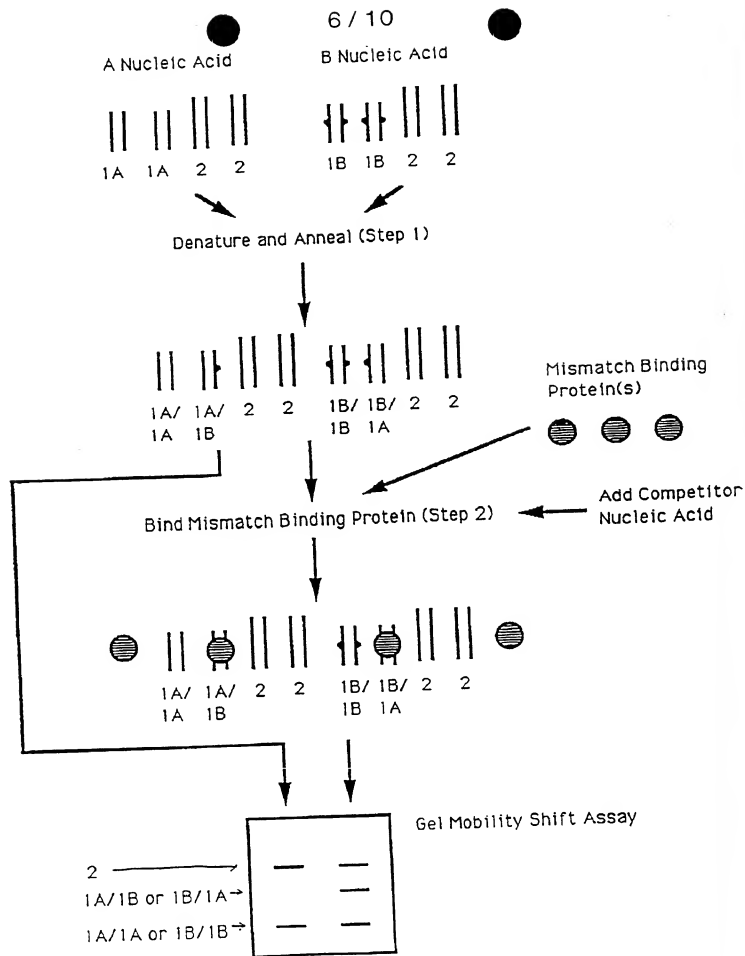 6/10
A Nucleic Acid B Nucleic Acid
1A 1A 2 2 1B 1B 2 2
Denature and Anneal (Step 1)
1A/ 1A/ 2 2 1B/ 1B/ 2 2
1A 1B 1B 1A
Mismatch Binding
Protein(s)
Bind Mismatch Binding Protein (Step 2)
Add Competitor
Nucleic Acid
1A/ 1A/ 2 2 1B/ 1B/ 2 2
1A 1B 1B 1A
Gel Mobility Shift Assay
2
1A/1B or 1B/1A
1A/1A or 1B/1B